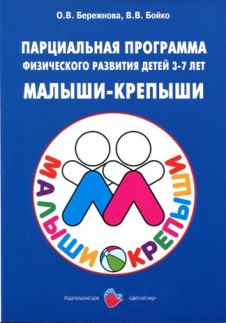 О.В. Бережнова, В.В. Бойко
ПАРЦИАЛЬНАЯ ПРОГРАММА
ФИЗИЧЕСКОГО РАЗВИТИЯ ДЕТЕЙ 3-7 ЛЕТ
МАЛЫШИ-КРЕПЫШИ
МАЛЫШИ КРЕПЫШИ
Издательский дом «Цветной мир»